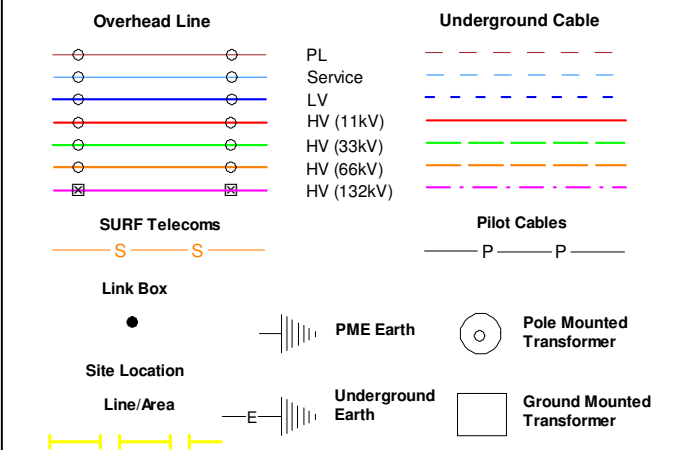 Overhead Line
Underground Cable
PL
Service
LV
HV (11kV)
HV (33kV)
HV (66kV)
HV (132kV)
SURF Telecoms
S S
Pilot Cables
P P
Link Box
PME Earth
Pole Mounted
Transformer
Site Location
Line/Area
E
Underground
Earth
Ground Mounted
Transformer